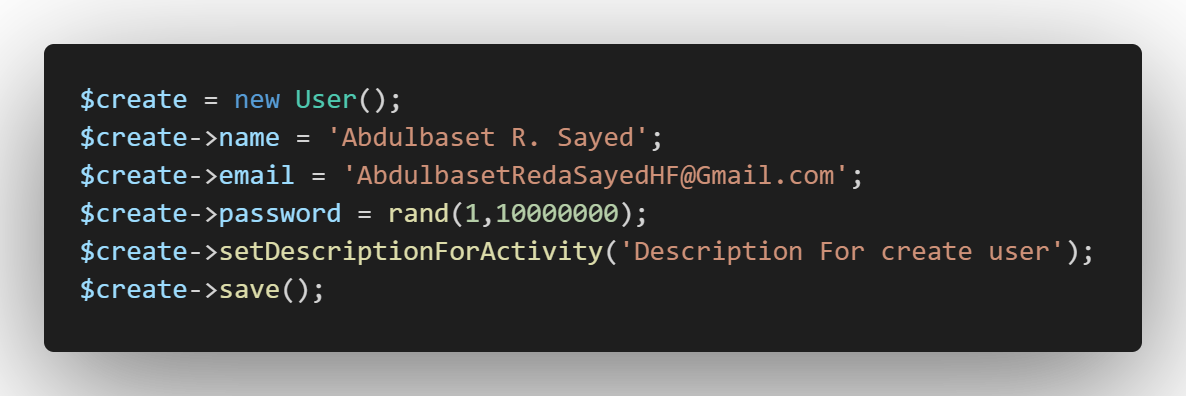 $create = new User();
$create->name = 'Abdulbaset R. Sayed';
$create->email = 'AbdulbasetRedaSayedHF@Gmail.com';
$create->password = rand(1,10000000);
$create->setDescriptionForActivity('Description For create user');
$create->save();